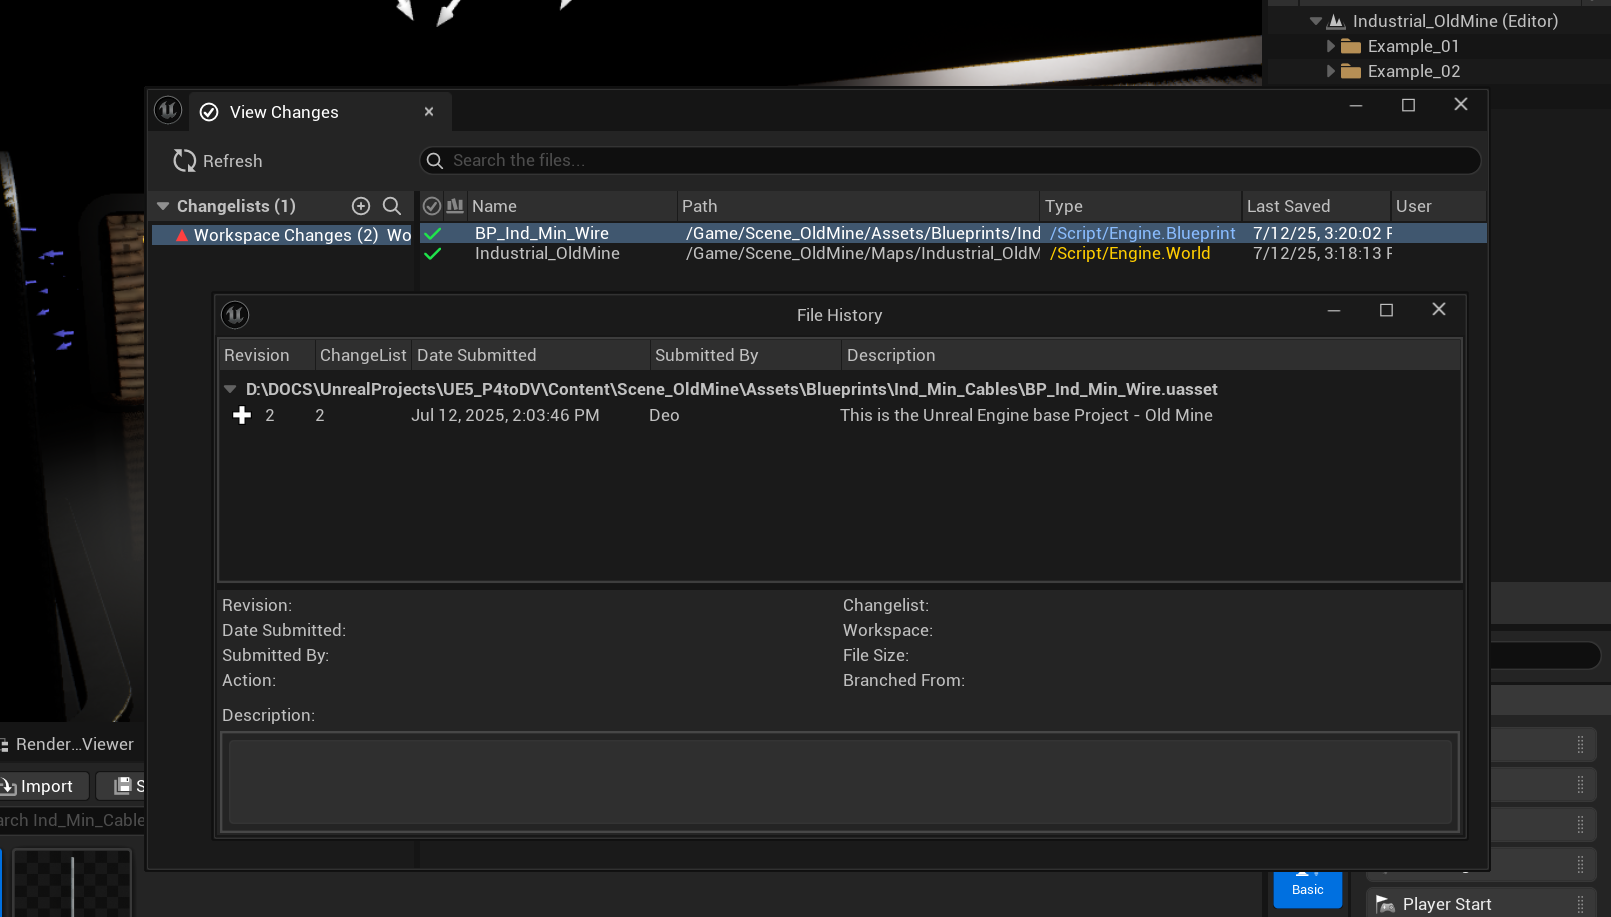 Industrial_OldMine (Editor)
Example_01
Example_02
View Changes
Refresh
Search the files...
Changelists (1)
Name Path Type Last Saved User
Workspace Changes (2) Wo
BP_Ind_Min_Wire /Game/Scene_OldMine/Assets/Blueprints/Ind /Script/Engine.Blueprint 7/12/25, 3:20:02 P
Industrial_OldMine /Game/Scene_OldMine/Maps/Industrial_OldM /Script/Engine.World 7/12/25, 3:18:13 P
File History
Revision ChangeList Date Submitted Submitted By Description
D:\DOCS\UnrealProjects\UE5_P4toDV\Content\Scene_OldMine\Assets\Blueprints\Ind_Min_Cables\BP_Ind_Min_Wire.uasset
2 2 Jul 12, 2025, 2:03:46 PM Deo This is the Unreal Engine base Project - Old Mine
Revision: Changelist:
Date Submitted: Workspace:
Submitted By: File Size:
Action: Branched From:
Description:
Render...Viewer
Import S
arch Ind_Min_Cable
Basic
Player Start